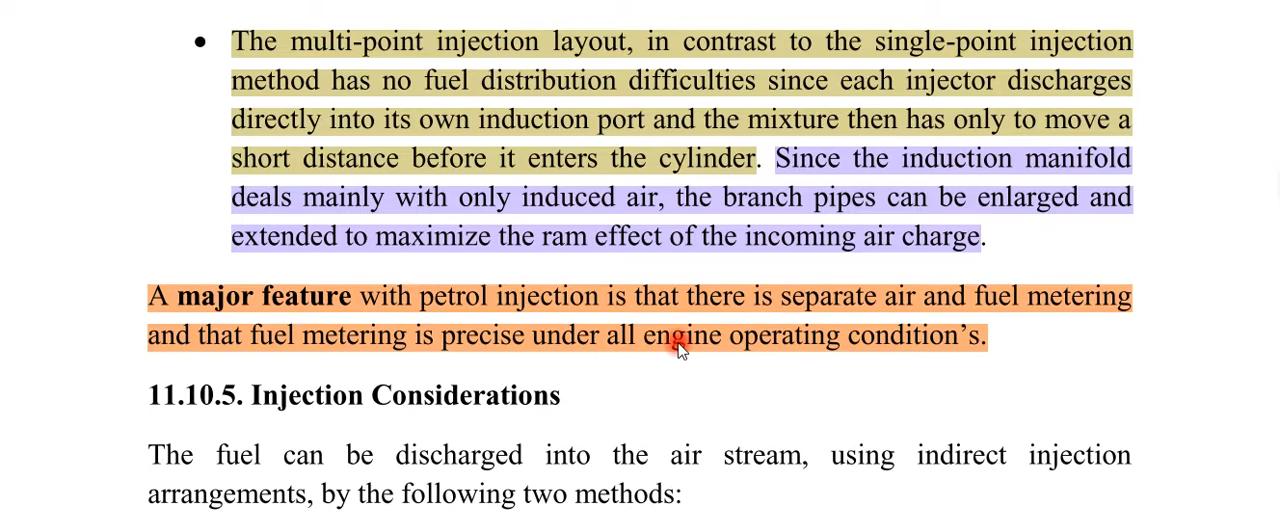 • The multi-point injection layout, in contrast to the single-point injection
method has no fuel distribution difficulties since each injector discharges
directly into its own induction port and the mixture then has only to move a
short distance before it enters the cylinder. Since the induction manifold
deals mainly with only induced air, the branch pipes can be enlarged and
extended to maximize the ram effect of the incoming air charge.
A major feature with petrol injection is that there is separate air and fuel metering
and that fuel metering is precise under all engine operating condition’s.
11.10.5. Injection Considerations
The fuel can be discharged into the air stream, using indirect injection
arrangements, by the following two methods: